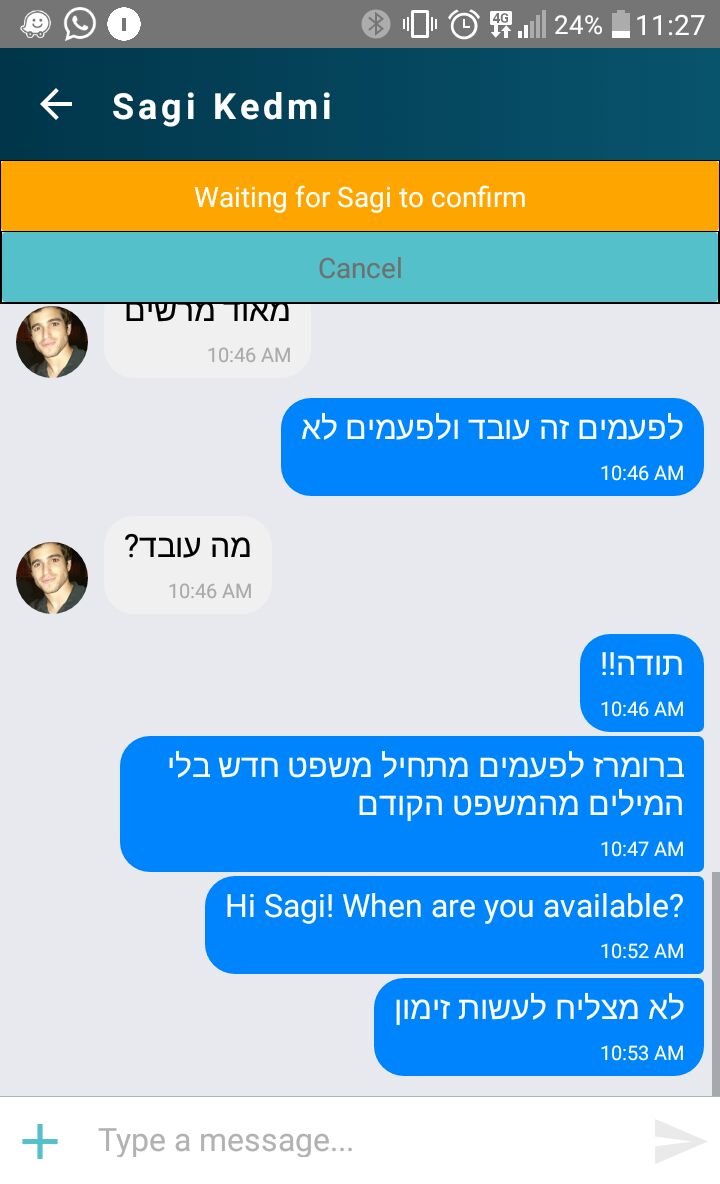 4G
24%
11:27
Sagi Kedmi
Waiting for Sagi to confirm
Cancel
מאוד מרשים
10:46 AM
לפעמים זה עובד ולפעמים לא
10:46 AM
מה עובד?
10:46 AM
תודה!!
10:46 AM
ברומרז לפעמים מתחיל משפט חדש בלי
המילים מהמשפט הקודם
10:47 AM
Hi Sagi! When are you available?
10:52 AM
לא מצליח לעשות זימון
10:53 AM
Type a message...